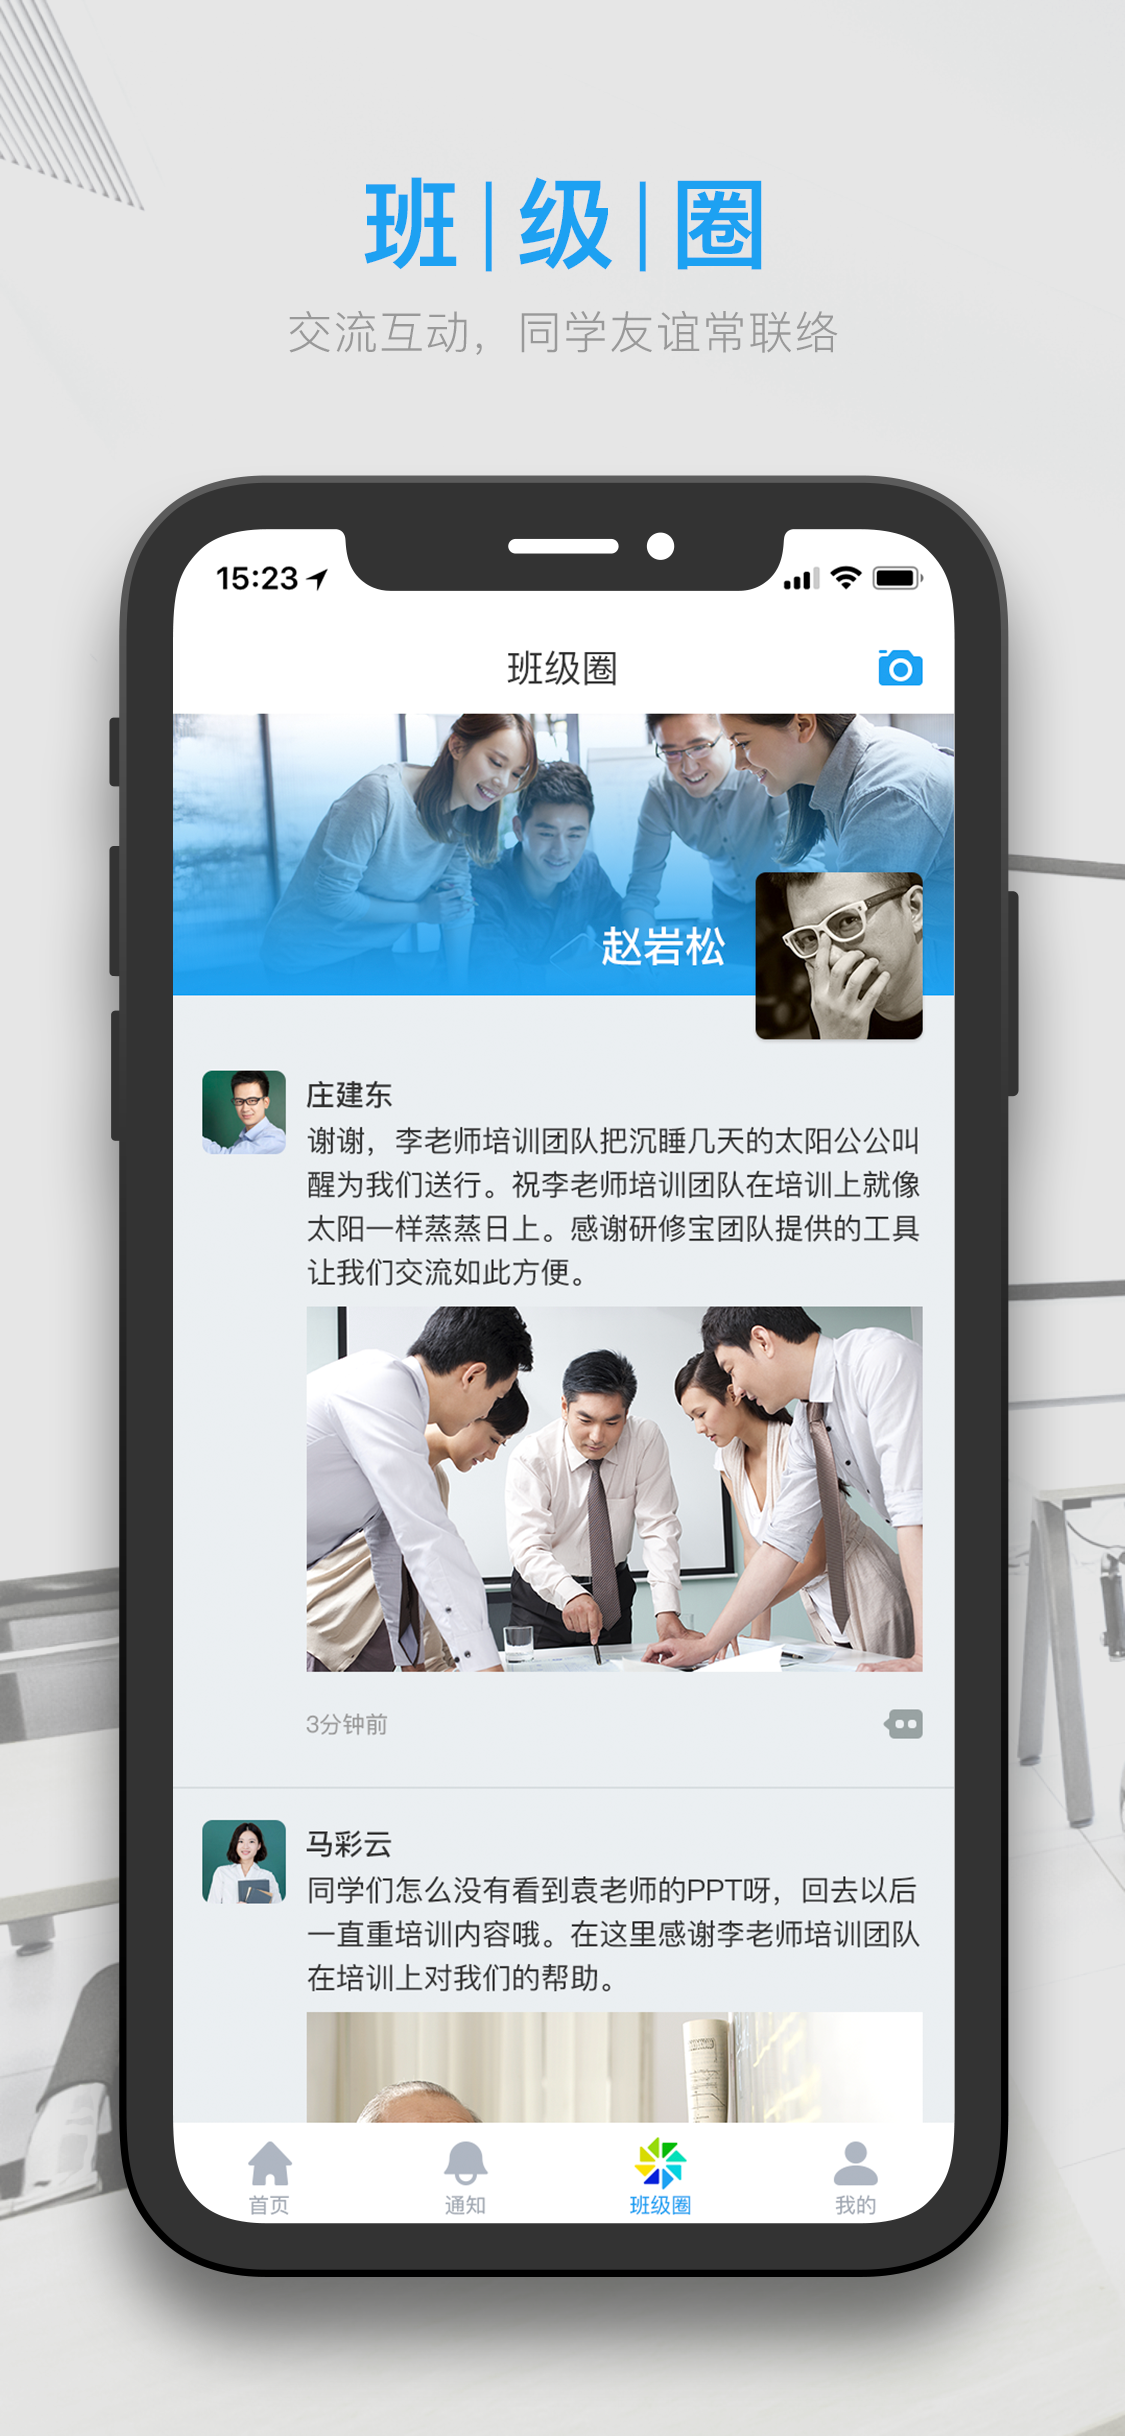 班|级|圈
交流互动，同学友谊常联络
15:23
班级圈
赵岩松
庄建东
谢谢，李老师培训团队把沉睡几天的太阳公公叫
醒为我们送行。祝李老师培训团队在培训上就像
太阳一样蒸蒸日上。感谢研修宝团队提供的工具
让我们交流如此方便。
3分钟前
马彩云
同学们怎么没有看到袁老师的PPT呀，回去以后
一直重培训内容哦。在这里感谢李老师培训团队
在培训上对我们的帮助。
首页
通知
班级圈
我的